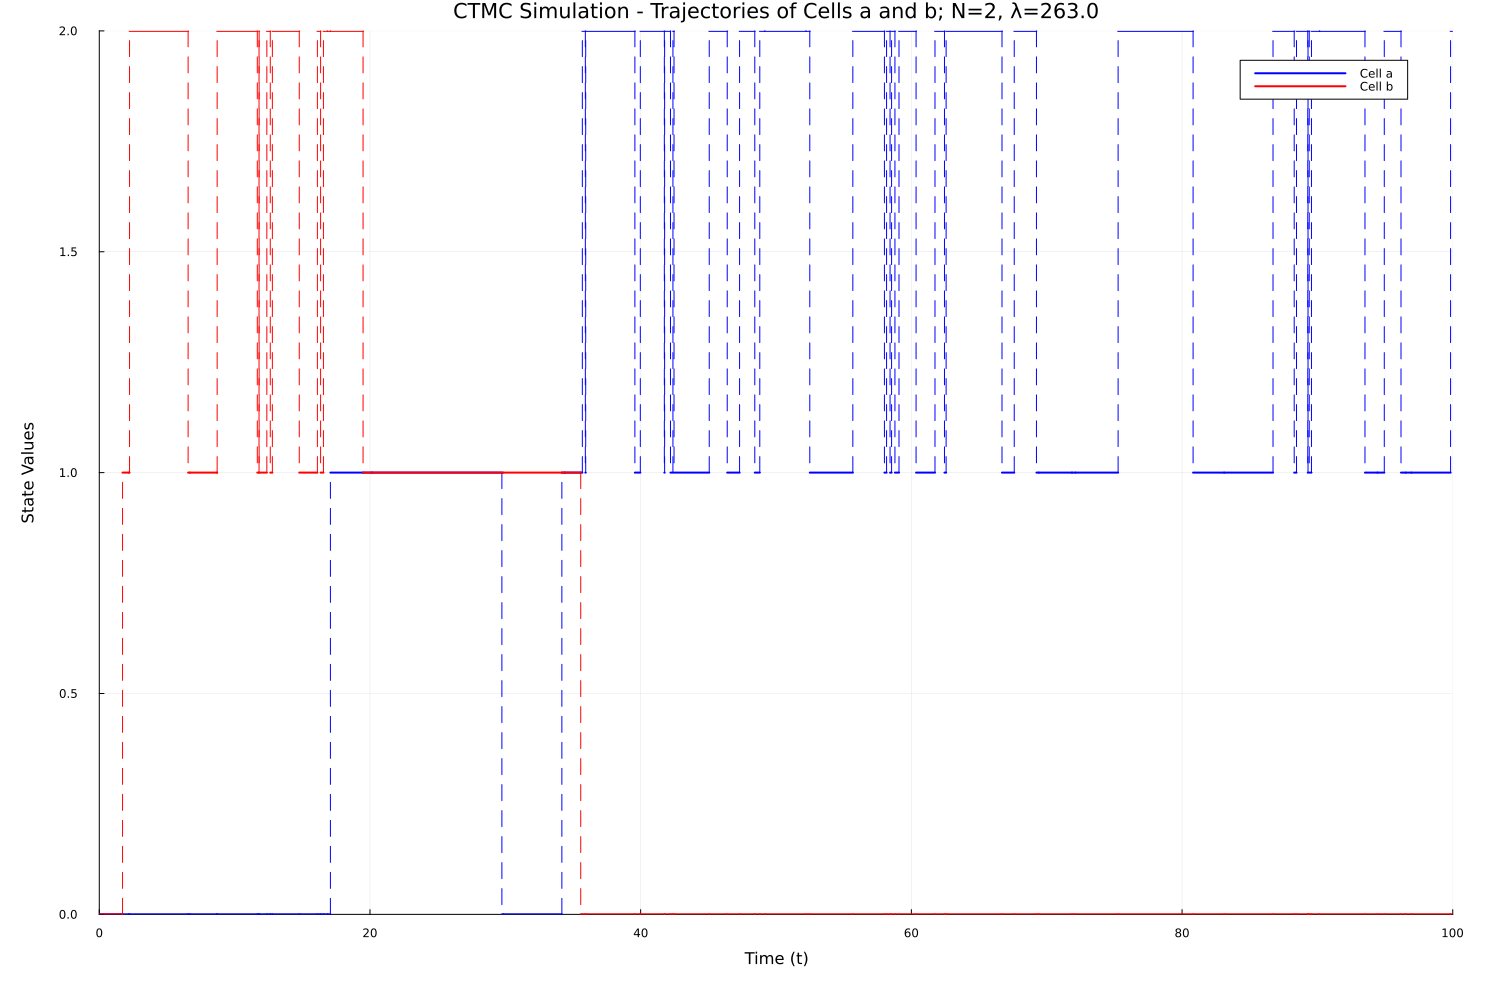 CTMC Simulation - Trajectories of Cells a and b; N=2, λ=263.0
2.0
1.5
1.0
0.5
0.0
State Values
Cell a
Cell b
0 20 40 60 80 100
Time (t)